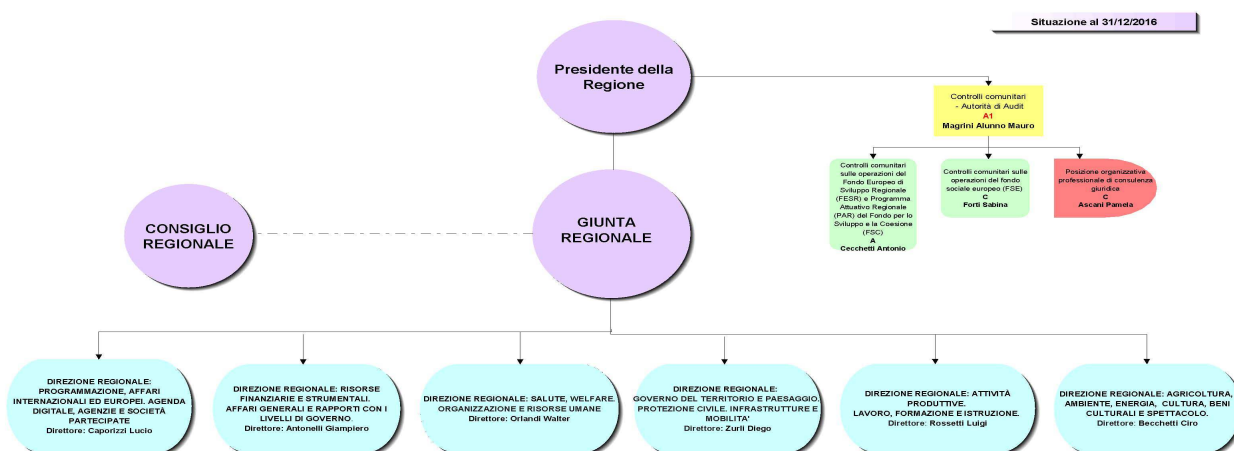 Situazione al 31/12/2016
Presidente della
Regione
Controlli comunitari
- Autorità di Audit
A1
Magrini Alunno Mauro
Controlli comunitari
sulle operazioni del
Fondo Europeo di
Sviluppo Regionale
(FESR) e Programma
Attuativo Regionale
(PAR) del Fondo per lo
Sviluppo e la Coesione
(FSC)
A
Cecchetti Antonio
Controlli comunitari sulle
operazioni del fondo
sociale europeo (FSE)
C
Forti Sabina
Posizione organizzativa
professionale di consulenza
giuridica
C
Ascani Pamela
CONSIGLIO
REGIONALE
GIUNTA
REGIONALE
DIREZIONE REGIONALE:
PROGRAMMAZIONE, AFFARI
INTERNAZIONALI ED EUROPEI. AGENDA
DIGITALE, AGENZIE E SOCIETÀ
PARTECIPATE
Direttore: Caporizzi Lucio
DIREZIONE REGIONALE: RISORSE
FINANZIARIE E STRUMENTALI.
AFFARI GENERALI E RAPPORTI CON I
LIVELLI DI GOVERNO.
Direttore: Antonelli Giampiero
DIREZIONE REGIONALE: SALUTE, WELFARE.
ORGANIZZAZIONE E RISORSE UMANE
Direttore: Orlandi Walter
DIREZIONE REGIONALE:
GOVERNO DEL TERRITORIO E PAESAGGIO.
PROTEZIONE CIVILE. INFRASTRUTTURE E
MOBILITA'
Direttore: Zurli Diego
DIREZIONE REGIONALE: ATTIVITÀ
PRODUTTIVE.
LAVORO, FORMAZIONE E ISTRUZIONE.
Direttore: Rossetti Luigi
DIREZIONE REGIONALE: AGRICOLTURA,
AMBIENTE, ENERGIA, CULTURA, BENI
CULTURALI E SPETTACOLO.
Direttore: Becchetti Ciro